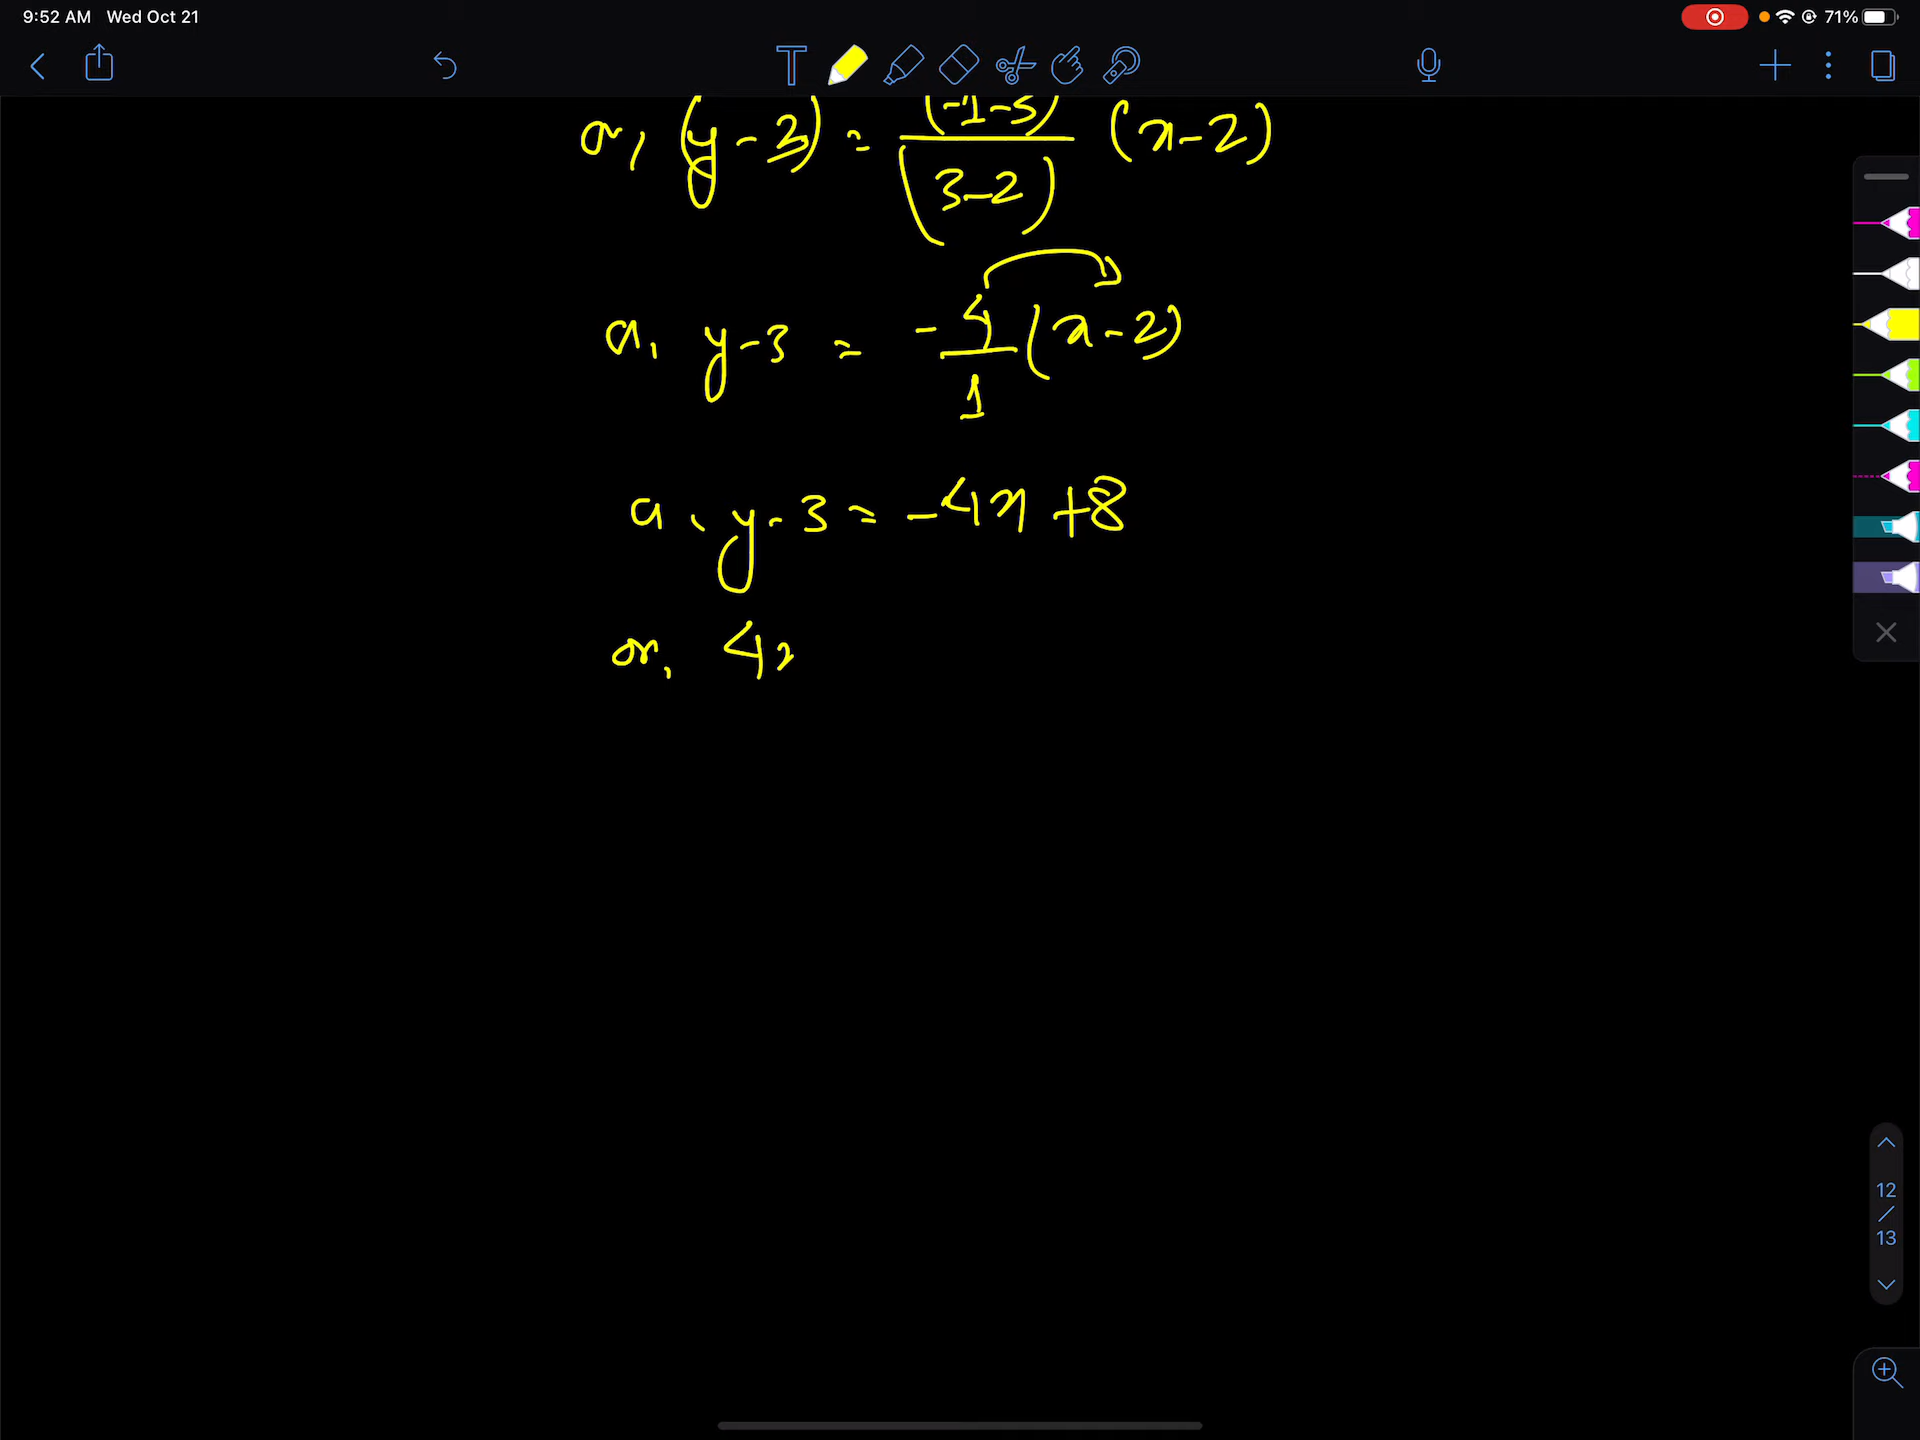 9:52 AM Wed Oct 21
71%
or, (y-3) = (-1-3)/(3-2) (x-2)
or, y-3 = -4/1 (x-2)
or, y-3 = -4x +8
or, 4x
12
/
13